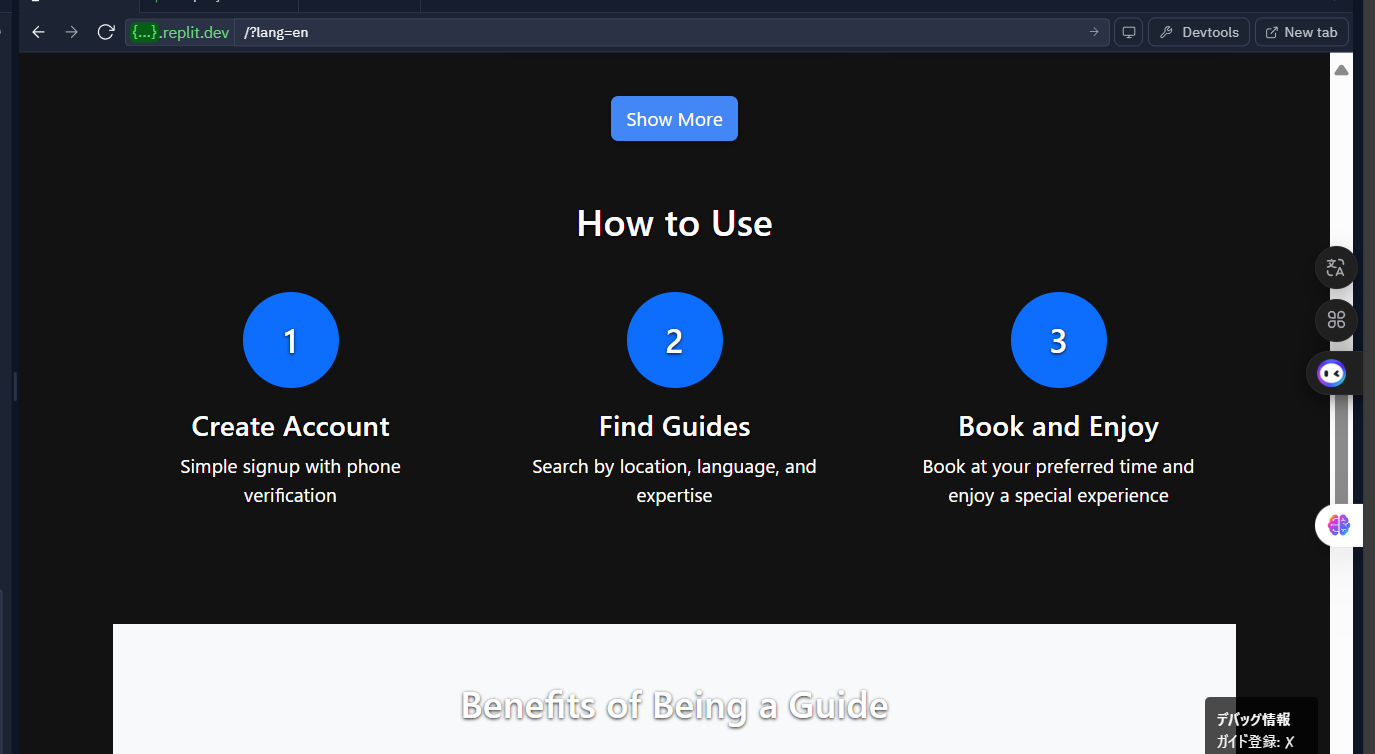 {...}.replit.dev /?lang=en
Devtools
New tab
Show More
How to Use
1
2
3
Create Account
Simple signup with phone
verification
Find Guides
Search by location, language, and
expertise
Book and Enjoy
Book at your preferred time and
enjoy a special experience
Benefits of Being a Guide
デバッグ情報
ガイド登録: ✗